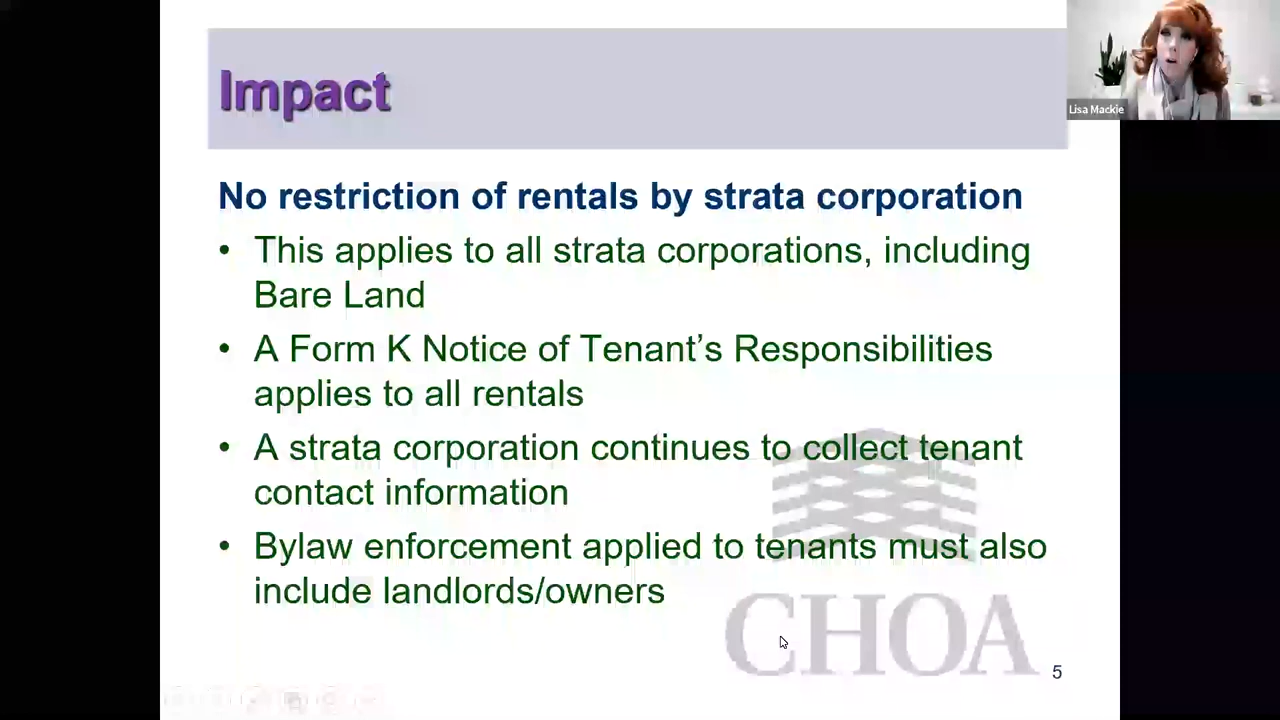 Impact
Lisa Mackie
No restriction of rentals by strata corporation
• This applies to all strata corporations, including
Bare Land
• A Form K Notice of Tenant’s Responsibilities
applies to all rentals
• A strata corporation continues to collect tenant
contact information
• Bylaw enforcement applied to tenants must also
include landlords/owners
CHOA
5